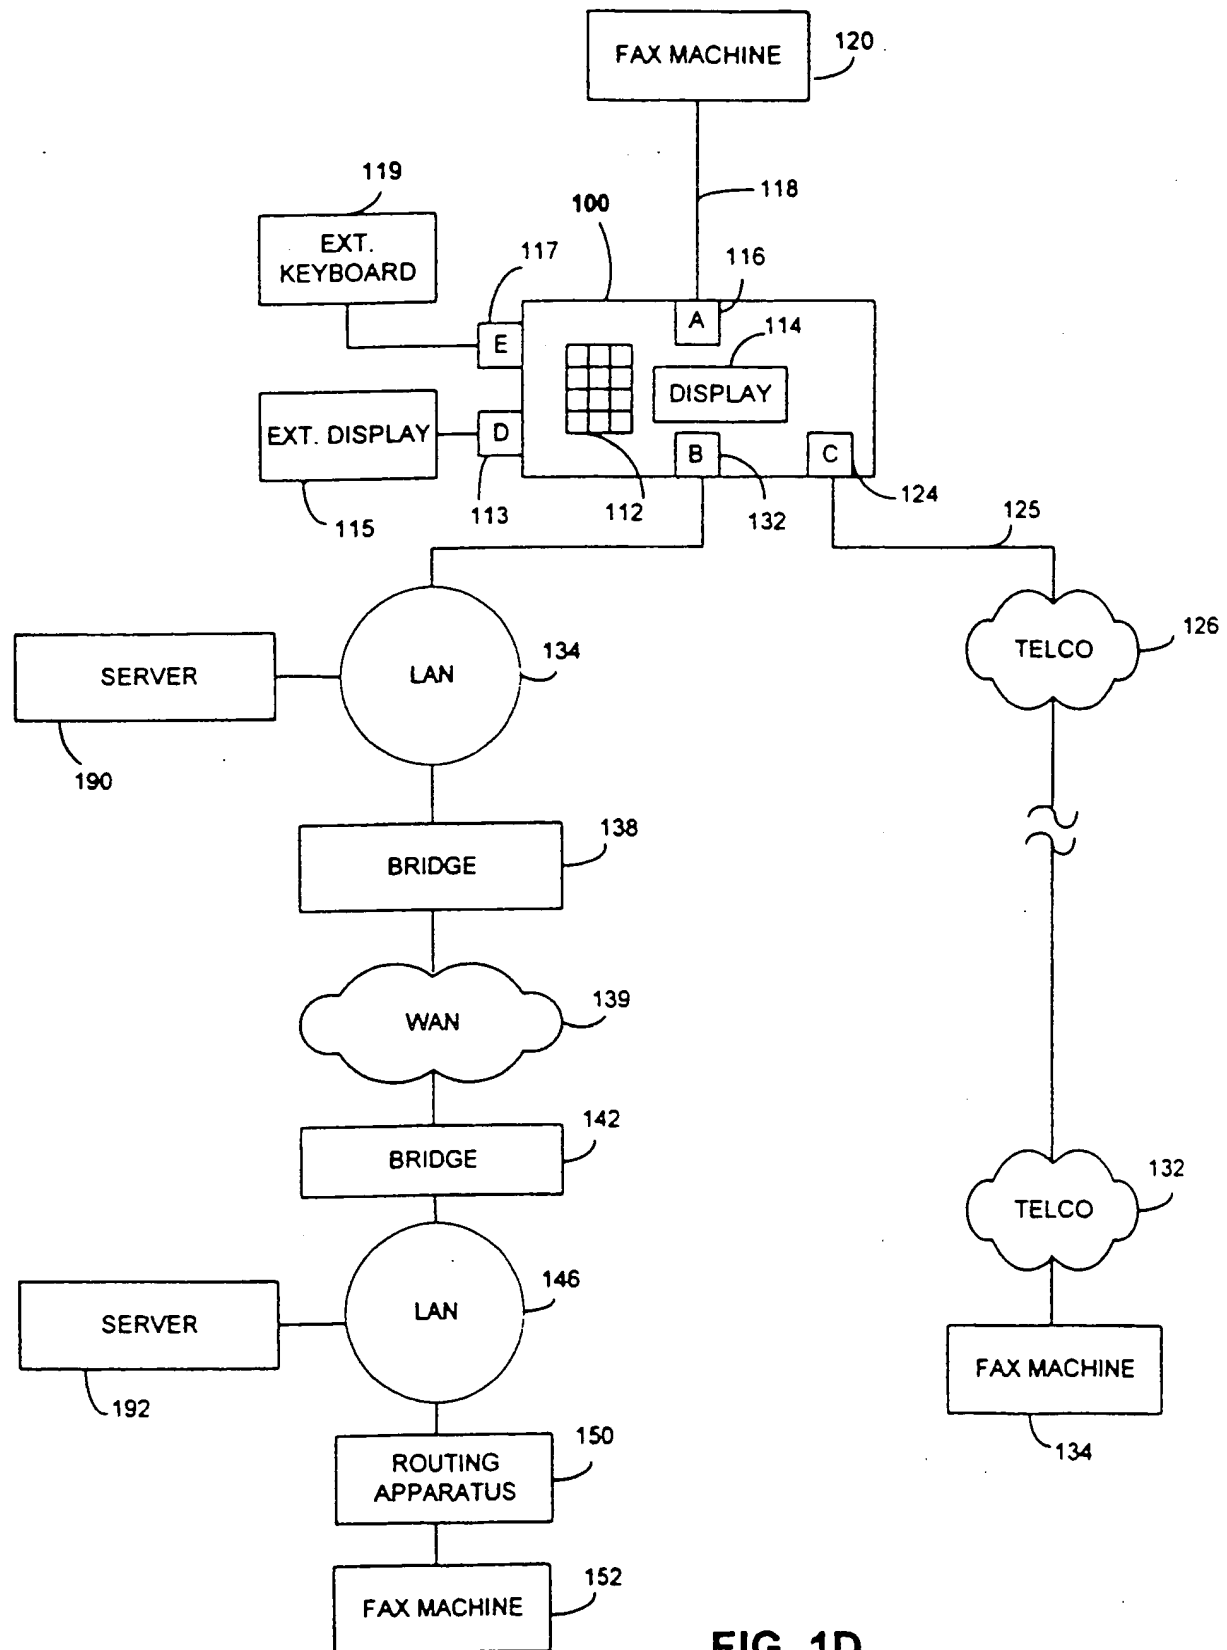 FAX MACHINE
120
119
118
100
EXT.
KEYBOARD
117
116
A
114
E
DISPLAY
EXT. DISPLAY
D
B
C
124
115
113
112
132
125
126
TELCO
134
LAN
SERVER
190
138
BRIDGE
139
WAN
142
BRIDGE
132
TELCO
146
LAN
SERVER
192
FAX MACHINE
134
150
ROUTING
APPARATUS
152
FAX MACHINE
FIG. 1D